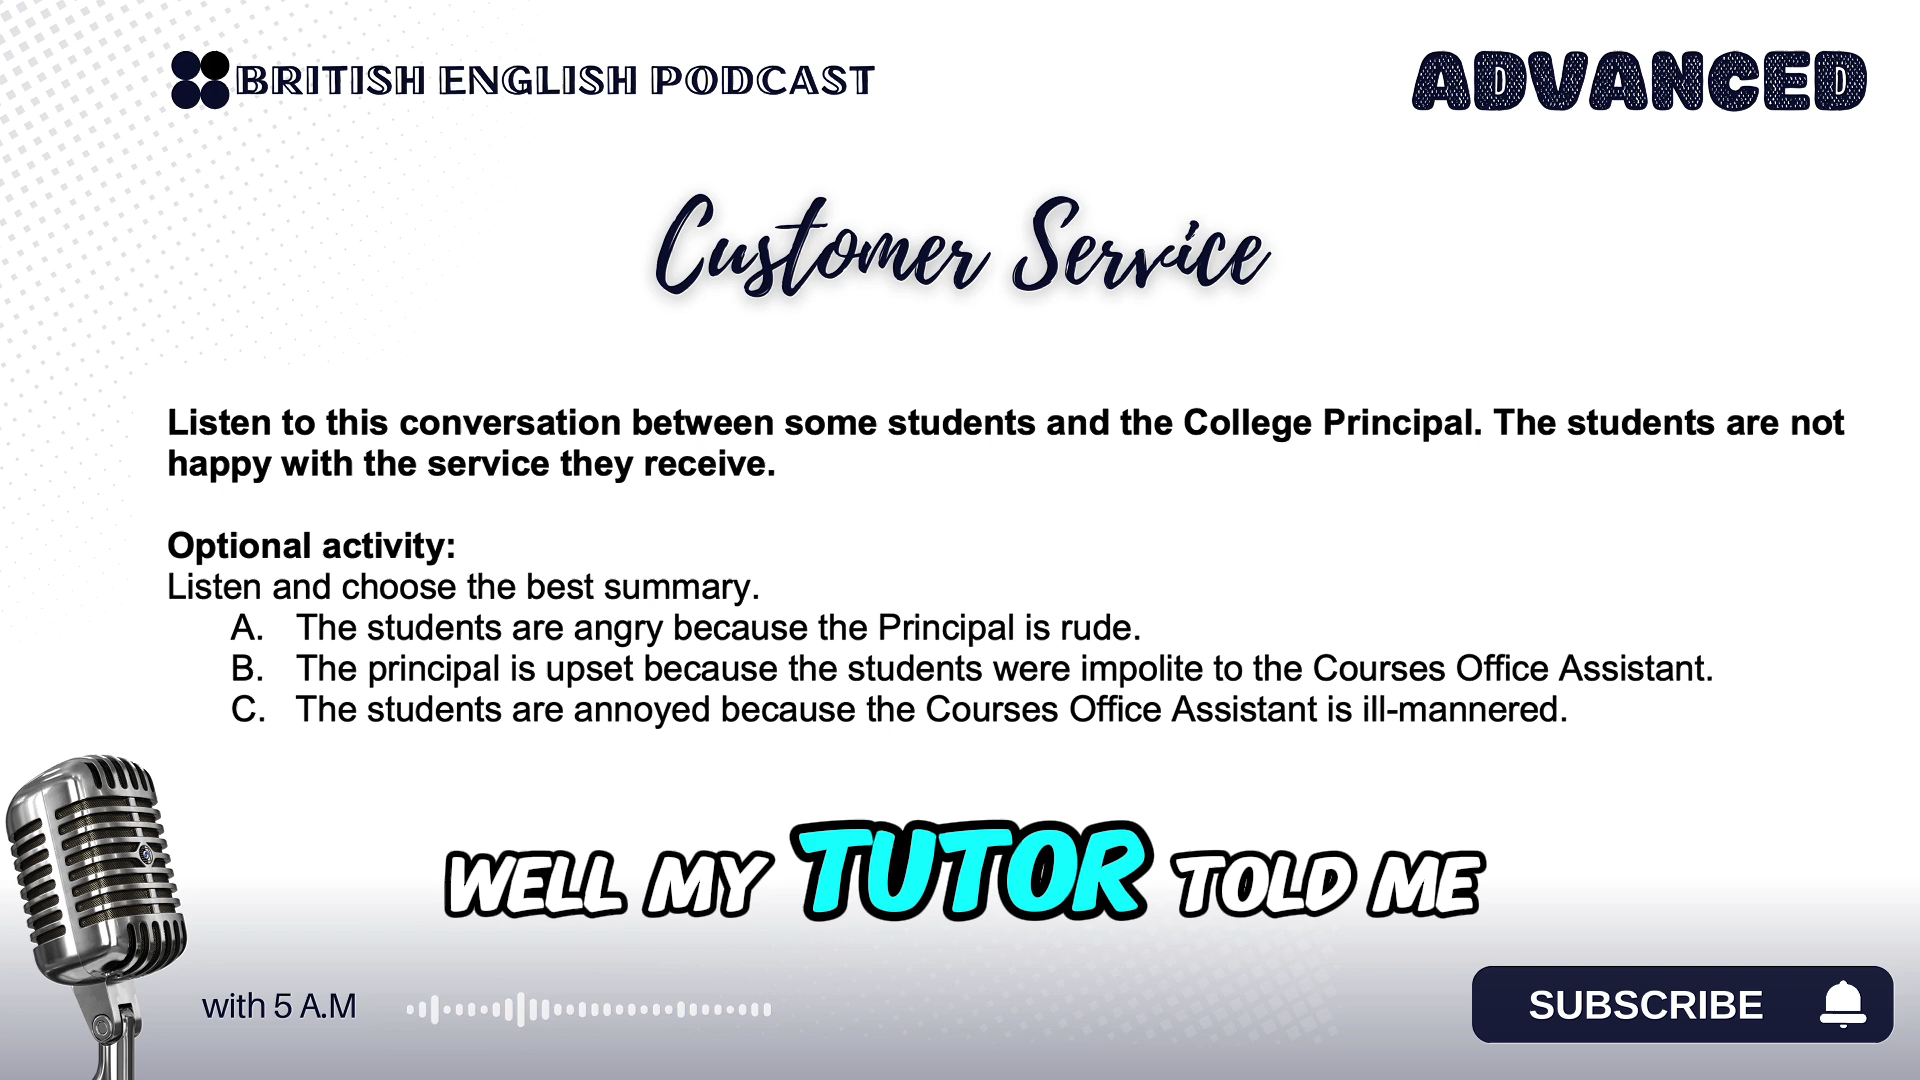 BRITISH ENGLISH PODCAST
ADVANCED
Customer Service
Listen to this conversation between some students and the College Principal. The students are not
happy with the service they receive.
Optional activity:
Listen and choose the best summary.
A. The students are angry because the Principal is rude.
B. The principal is upset because the students were impolite to the Courses Office Assistant.
C. The students are annoyed because the Courses Office Assistant is ill-mannered.
WELL MY TUTOR TOLD ME
with 5 A.M
SUBSCRIBE